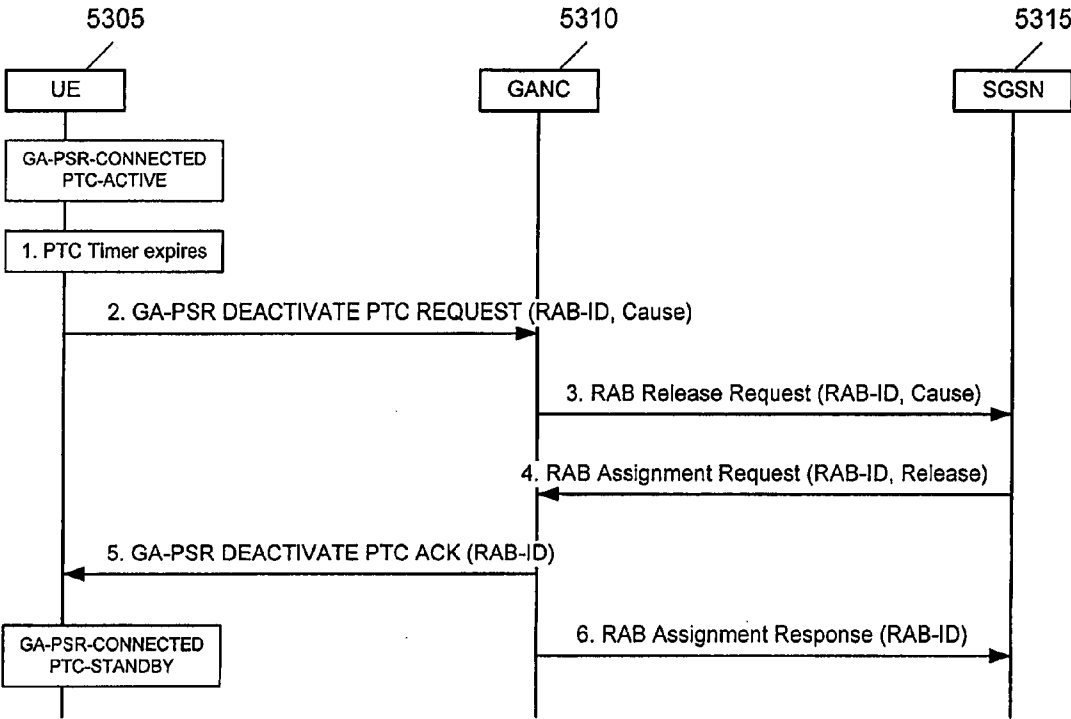 5305
5310
5315
UE
GANC
SGSN
GA-PSR-CONNECTED
PTC-ACTIVE
1. PTC Timer expires
2. GA-PSR DEACTIVATE PTC REQUEST (RAB-ID, Cause)
3. RAB Release Request (RAB-ID, Cause)
4. RAB Assignment Request (RAB-ID, Release)
5. GA-PSR DEACTIVATE PTC ACK (RAB-ID)
GA-PSR-CONNECTED
PTC-STANDBY
6. RAB Assignment Response (RAB-ID)